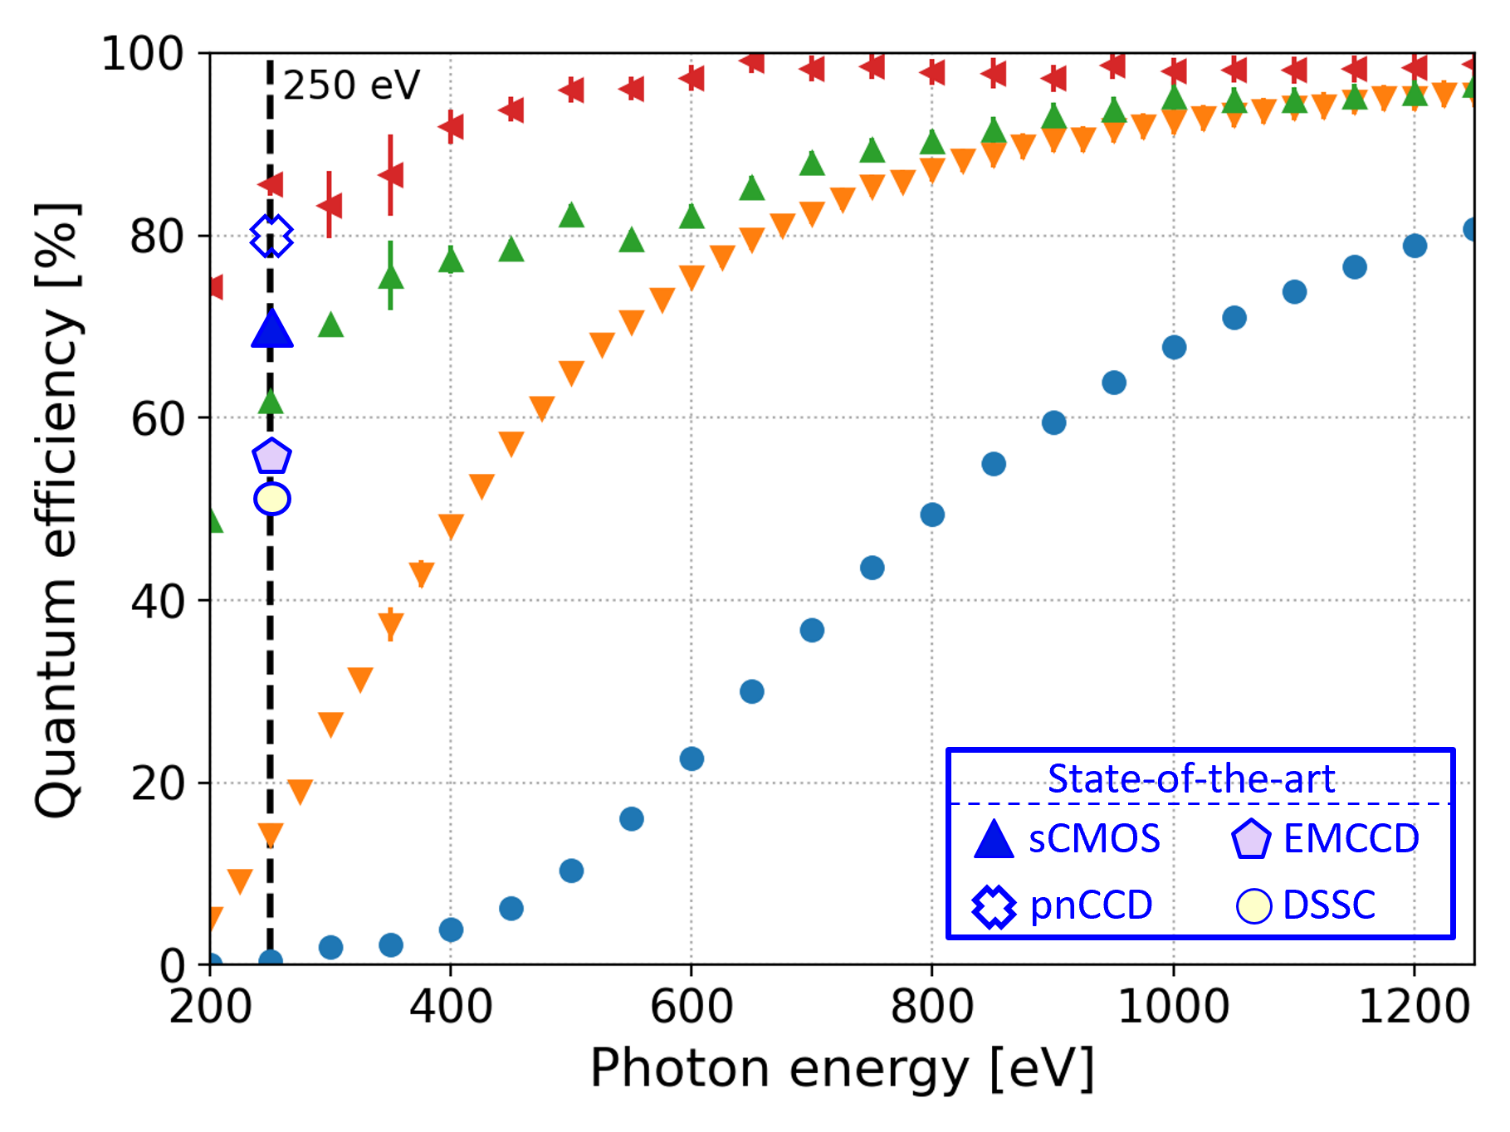 100
80
60
40
20
0
Quantum efficiency [%]
250 eV
State-of-the-art
sCMOS EMCCD
pnCCD DSSC
200 400 600 800 1000 1200
Photon energy [eV]